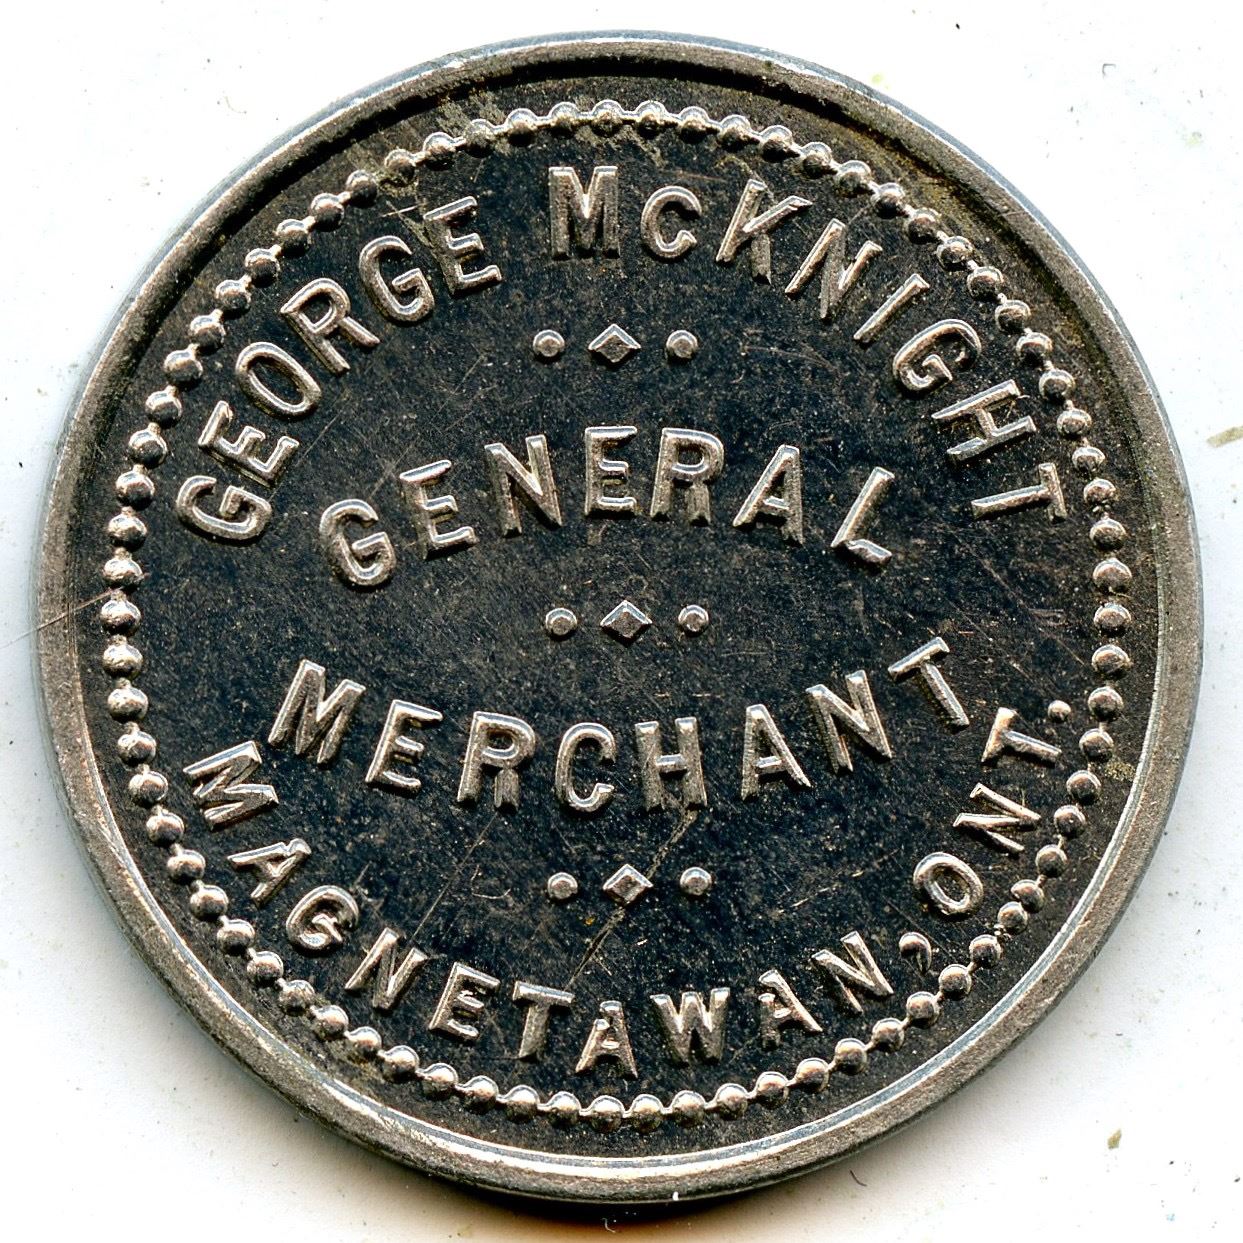 GEORGE McKNIGHT
GENERAL
MERCHANT
MAGNETAWAN, ONT.